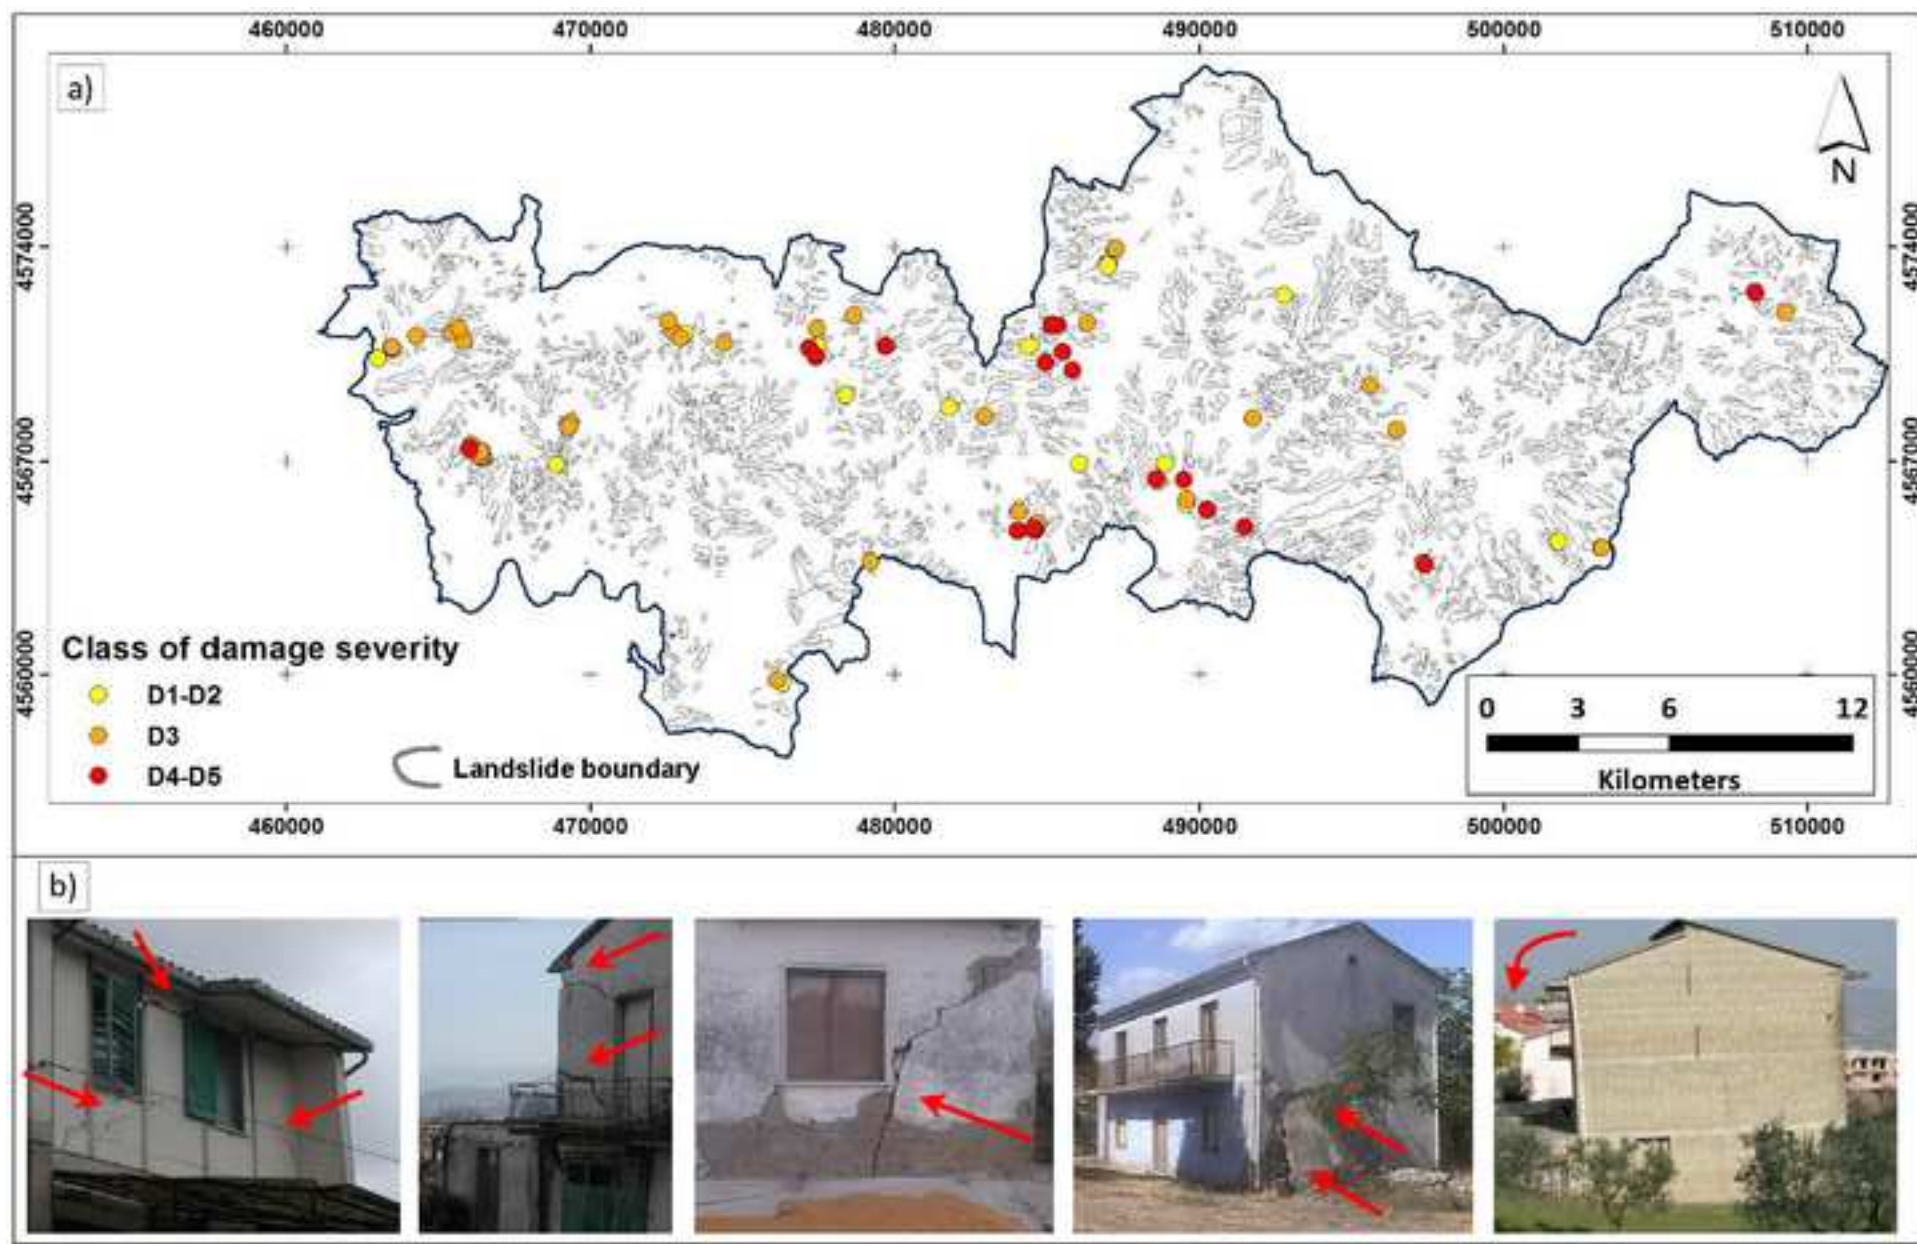 460000 470000 480000 490000 500000 510000
a)
N
4574000 4574000
4567000 4567000
4560000 4560000
Class of damage severity
D1-D2
D3
D4-D5
Landslide boundary
0 3 6 12
Kilometers
460000 470000 480000 490000 500000 510000
b)